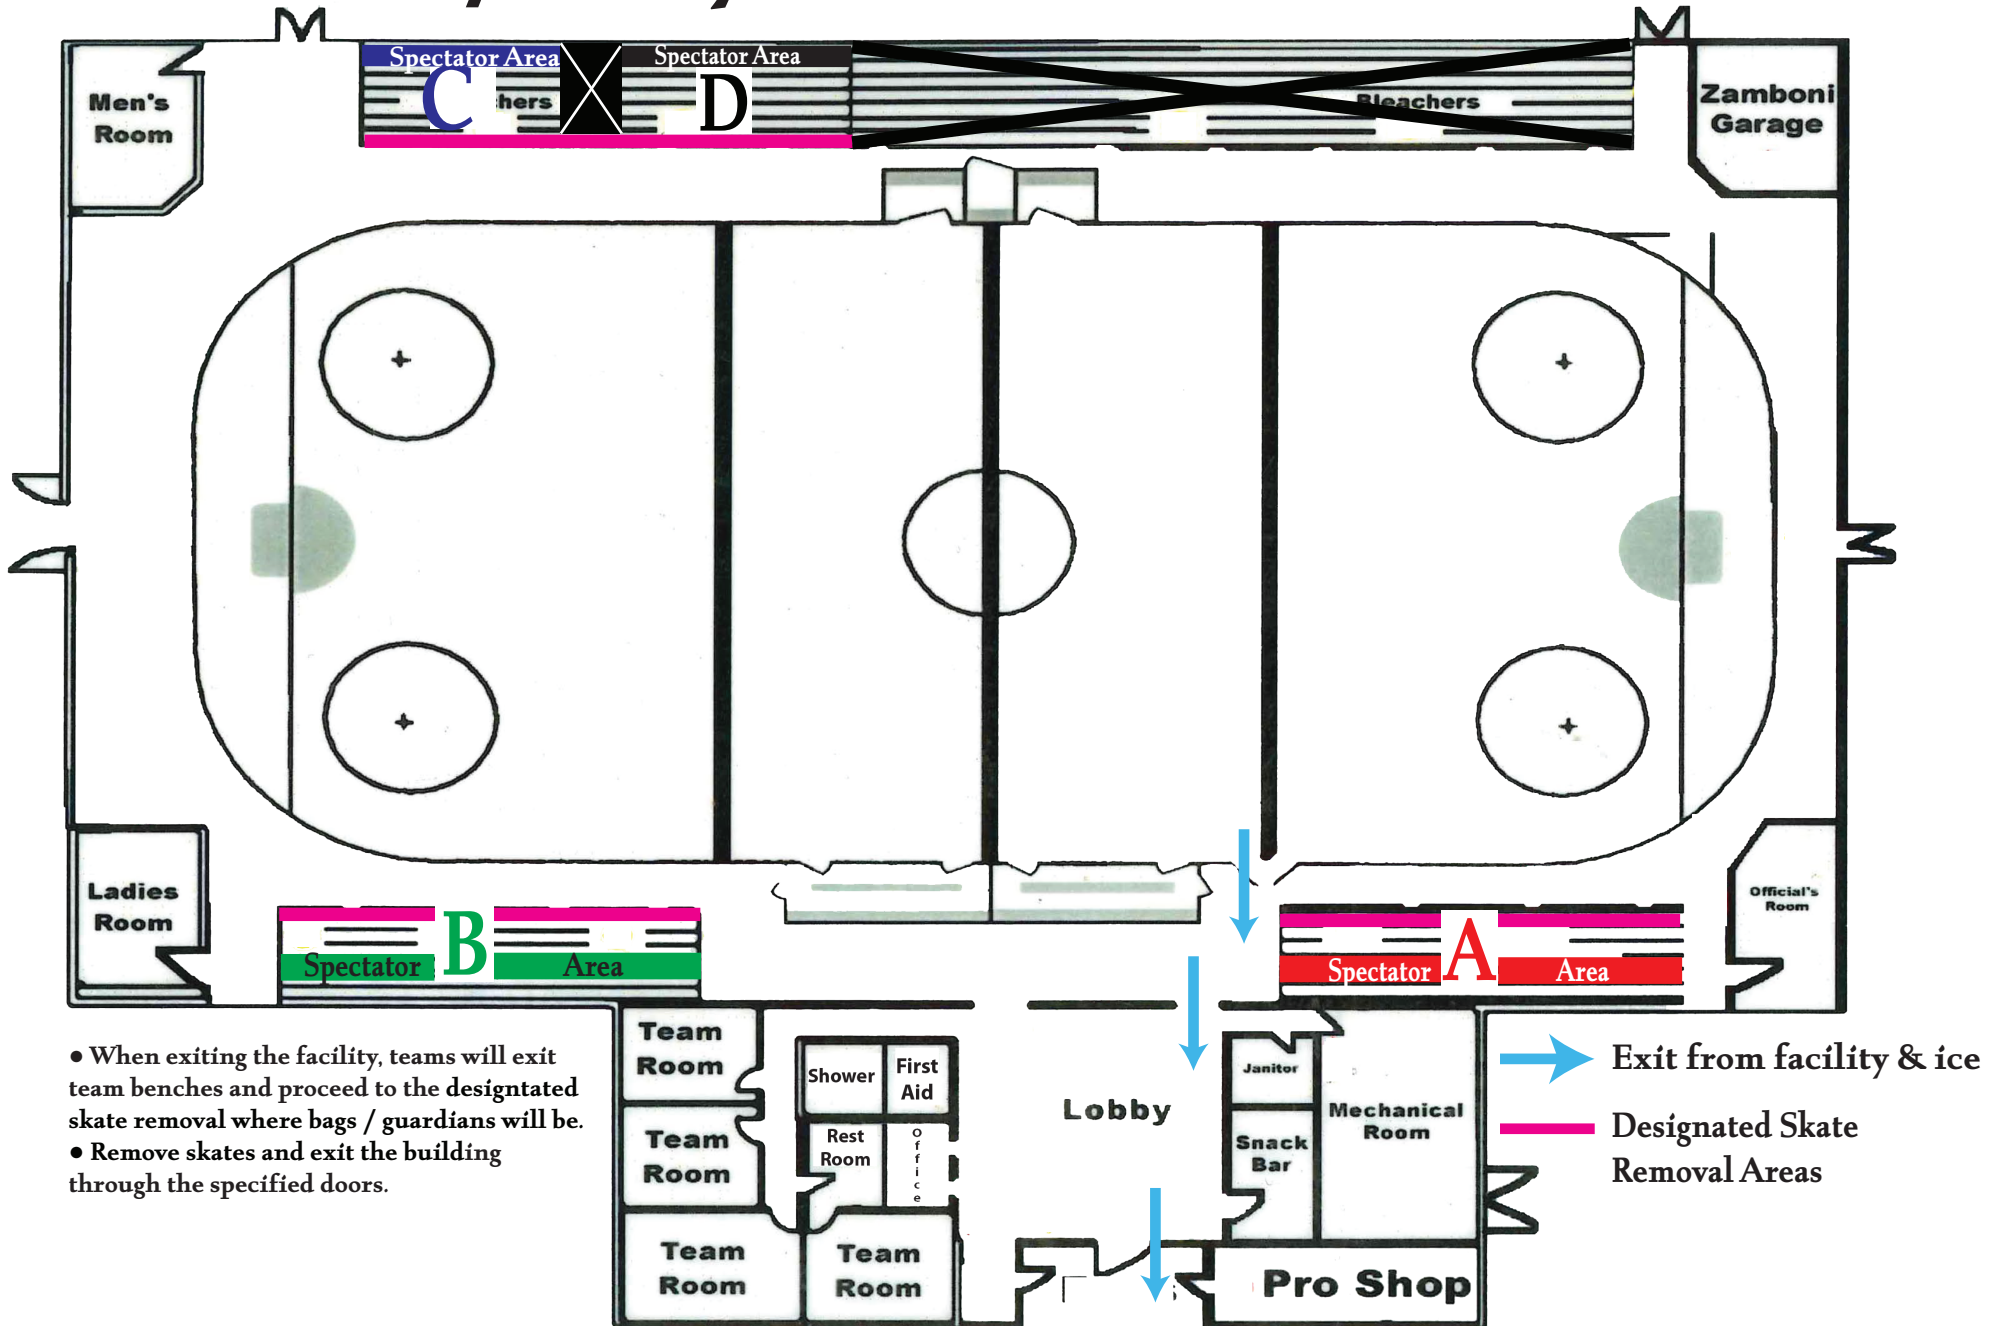 Spectator Area
Spectator Area
C
hers
D
Bleachers
Men's
Room
Zamboni
Garage
Ladies
Room
B
Spectator
Area
A
Spectator
Area
Official's
Room
● When exiting the facility, teams will exit
team benches and proceed to the designtated
skate removal where bags / guardians will be.
● Remove skates and exit the building
through the specified doors.
Team
Room
Team
Room
Team
Room
Team
Room
Shower
First
Aid
Rest
Room
Office
Lobby
Janitor
Snack
Bar
Mechanical
Room
Pro Shop
Exit from facility & ice
Designated Skate
Removal Areas